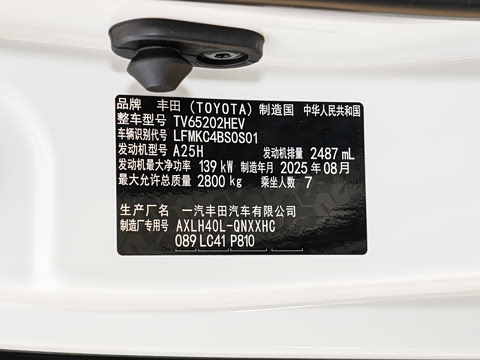 品牌 丰田 (TOYOTA) 制造国 中华人民共和国
整车型号 TV65202HEV
车辆识别代号 LFMKC4BS0S01
发动机型号 A25H 发动机排量 2487 mL
发动机最大净功率 139 kW 制造年月 2025 年 08 月
最大允许总质量 2800 kg 乘坐人数 7
生产厂名 一汽丰田汽车有限公司
制造厂专用号 AXLH40L-QNXXHC
089 LC41 P810